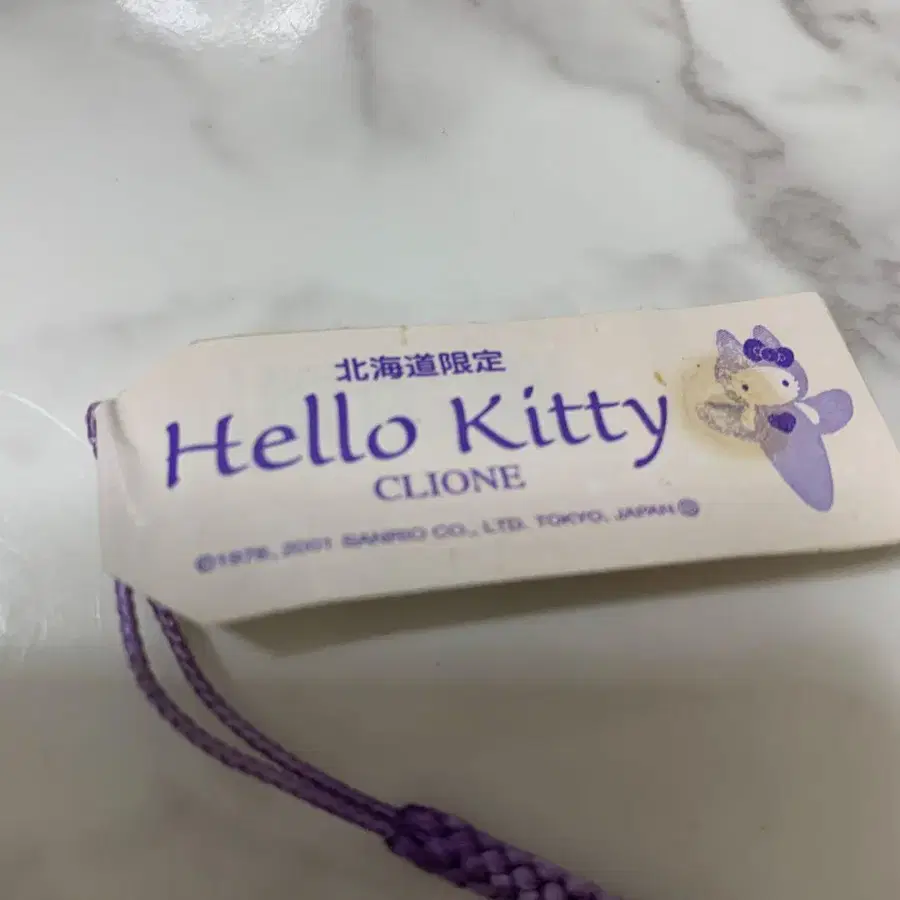 北海道限定
Hello Kitty
CLIONE
©1976, 2001 SANRIO CO., LTD. TOKYO, JAPAN